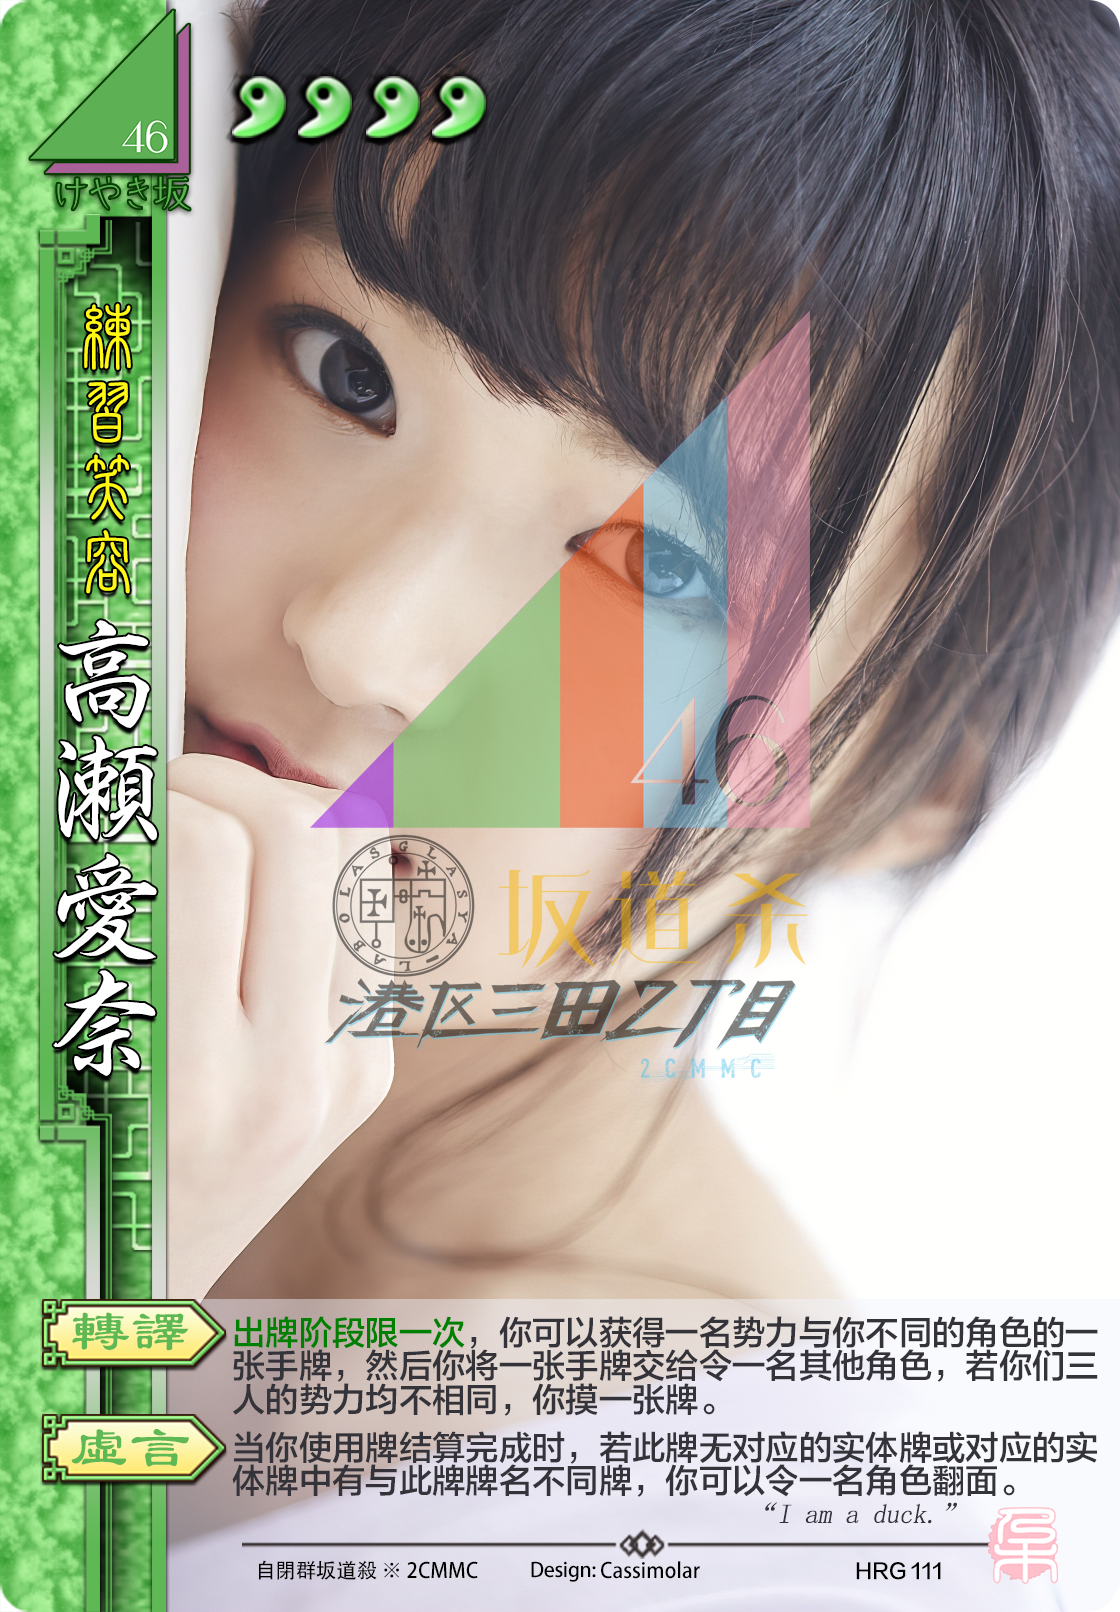 46
けやき坂
練習笑容
高瀬愛奈
46
GLASYA-LABOLAS
坂道杀
港区三田2丁目
2CMMC
轉譯
出牌阶段限一次，你可以获得一名势力与你不同的角色的一
张手牌，然后你将一张手牌交给令一名其他角色，若你们三
人的势力均不相同，你摸一张牌。
虛言
当你使用牌结算完成时，若此牌无对应的实体牌或对应的实
体牌中有与此牌牌名不同牌，你可以令一名角色翻面。
“I am a duck.”
自閉群坂道殺 ※ 2CMMC
Design: Cassimolar
HRG 111